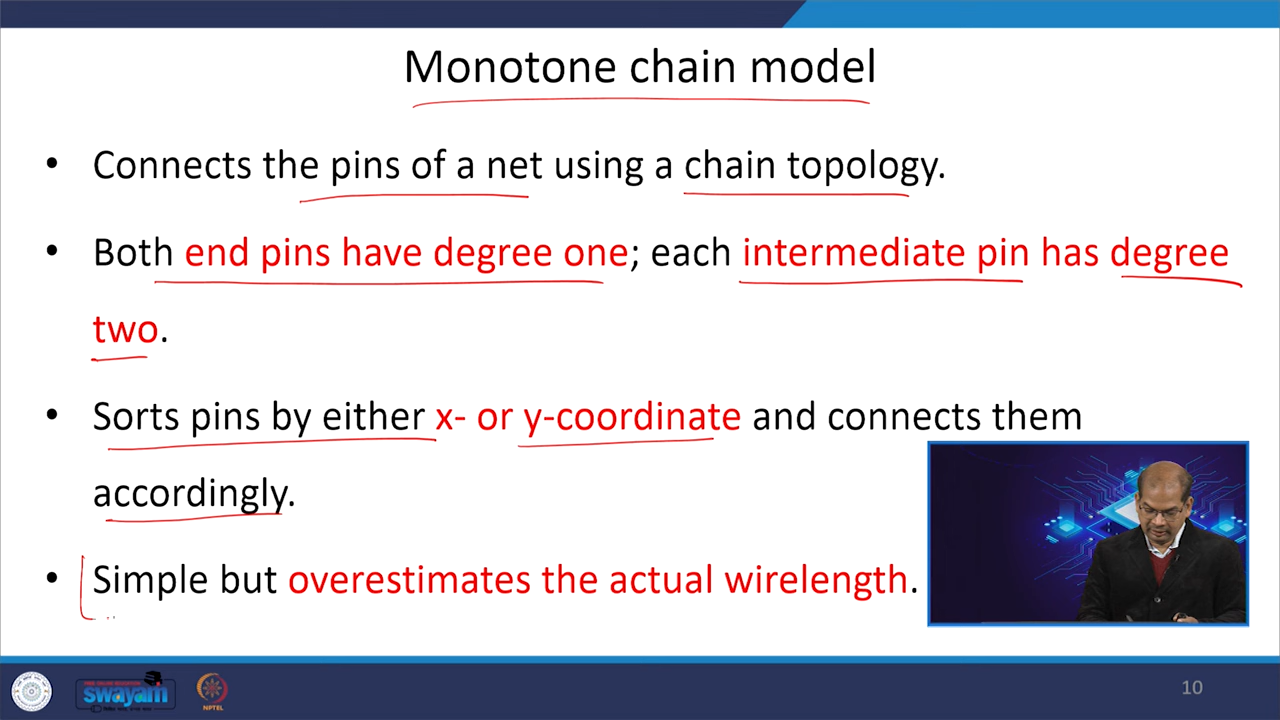 Monotone chain model
• Connects the pins of a net using a chain topology.
• Both end pins have degree one; each intermediate pin has degree
two.
• Sorts pins by either x- or y-coordinate and connects them
accordingly.
• Simple but overestimates the actual wirelength.
swayam
NPTEL
10